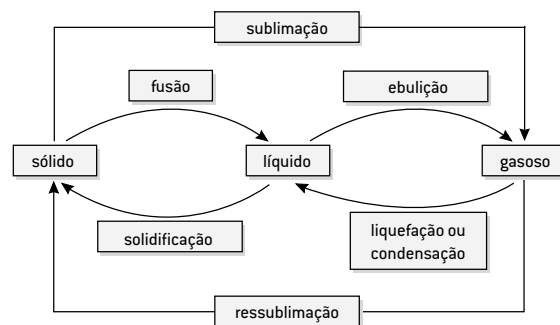 sublimação
fusão
ebulição
sólido
líquido
gasoso
solidificação
liquefação ou
condensação
ressublimação